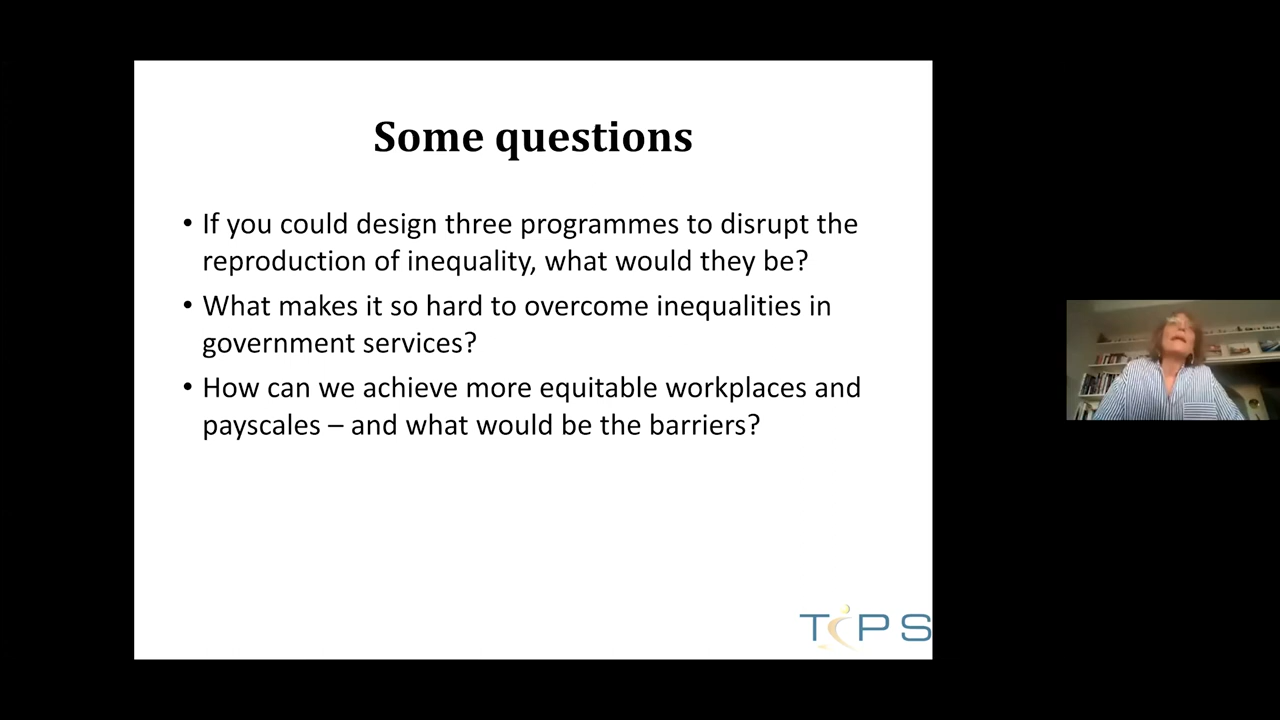 Some questions
• If you could design three programmes to disrupt the
reproduction of inequality, what would they be?
• What makes it so hard to overcome inequalities in
government services?
• How can we achieve more equitable workplaces and
payscales – and what would be the barriers?
TIPS